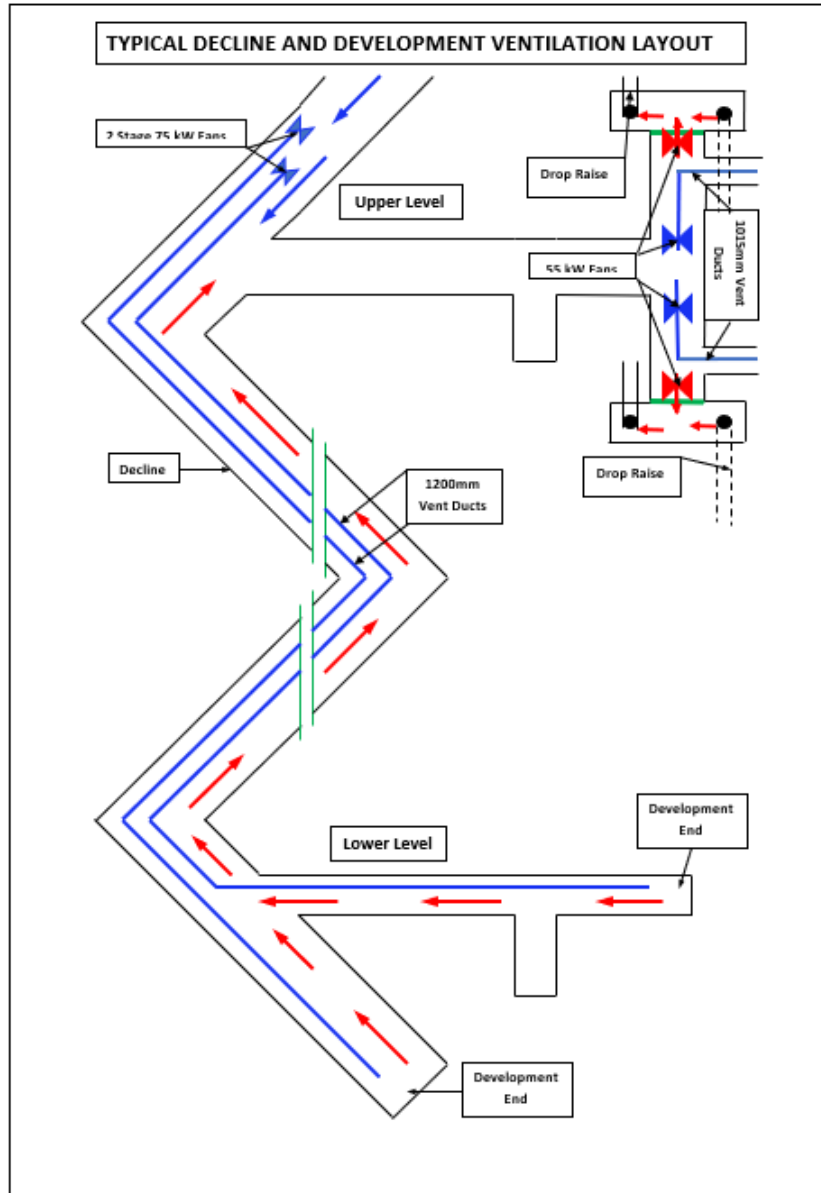 TYPICAL DECLINE AND DEVELOPMENT VENTILATION LAYOUT
2 Stage 75 kW Fans
Drop Raise
Upper Level
55 kW Fans
1015mm Vent
Ducts
Decline
1200mm
Vent Ducts
Drop Raise
Lower Level
Development
End
Development
End